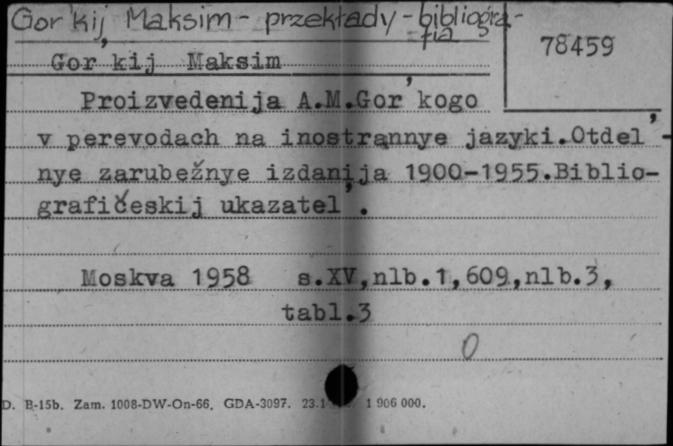 Gor'kij, Maksim - przekłady - bibliogra-
fia
78459
Gor'kij Maksim
Proizvedenija A.M.Gor'kogo
v perevodach na inostrannye jazyki.Otdel'-
nye zarubežnye izdanija 1900-1955.Biblio-
grafičeskij ukazatel'.
Moskva 1958 s.XV,nlb.1,609,nlb.3,
tabl.3
0
D. B-15b. Zam. 1008-DW-On-66. GDA-3097. 1 906 000.